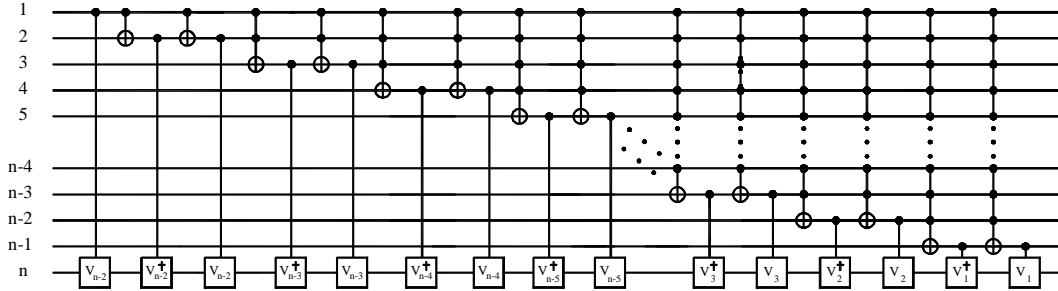 1
2
3
4
5
n-4
n-3
n-2
n-1
n V_{n-2} V^†_{n-2} V_{n-2} V^†_{n-3} V_{n-3} V^†_{n-4} V_{n-4} V^†_{n-5} V_{n-5} V^†_3 V_3 V^†_2 V_2 V^†_1 V_1